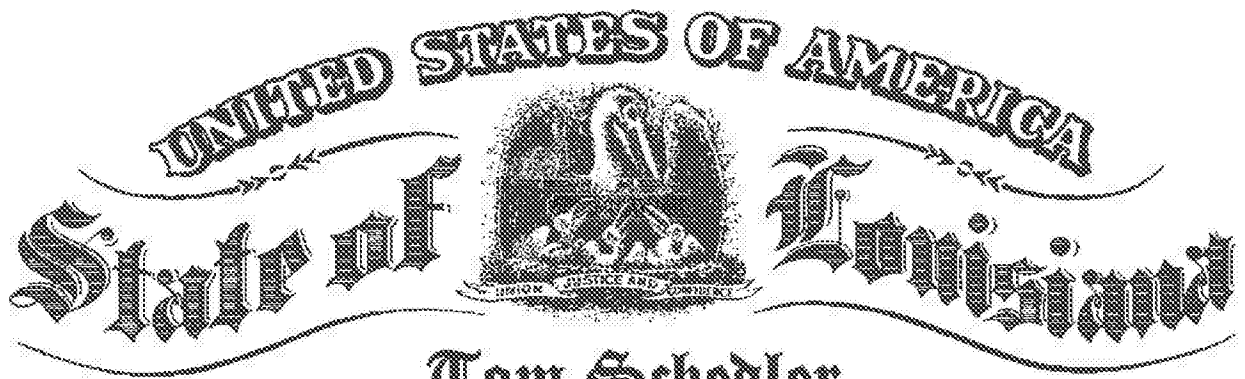 UNITED STATES OF AMERICA
State of Louisiana
UNION JUSTICE AND CONFIDENCE
Tom Schedler